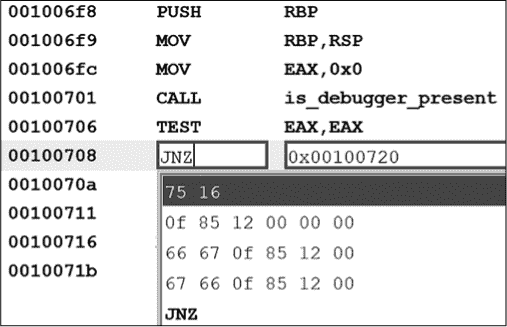 001006f8 PUSH RBP
001006f9 MOV RBP,RSP
001006fc MOV EAX,0x0
00100701 CALL is_debugger_present
00100706 TEST EAX,EAX
00100708 JNZ 0x00100720
0010070a 75 16
0f 85 12 00 00 00
00100711 66 67 0f 85 12 00
00100716 67 66 0f 85 12 00
0010071b JNZ